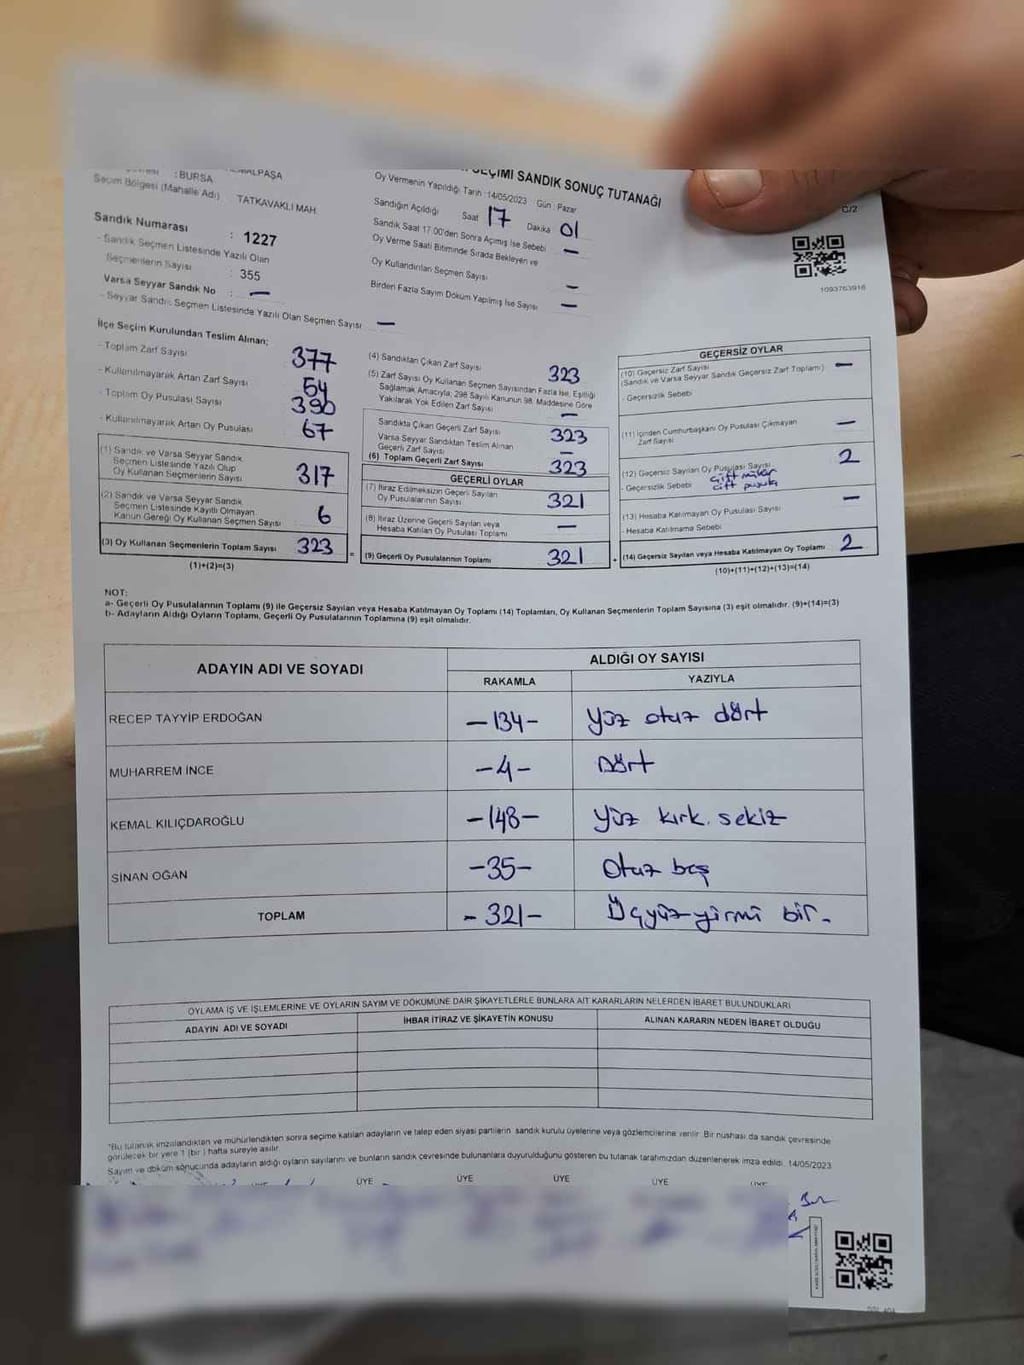 : BURSA
SEÇİMİ SANDIK SONUÇ TUTANAĞI
Seçim Bölgesi (Mahalle Adı) TATKAVAKLI MAH.
Oy Vermenin Yapıldığı Tarih :14/05/2023 Gün : Pazar
Sandığın Açıldığı Saat 17 Dakika 01
C/2
Sandık Numarası : 1227
- Sandık Seçmen Listesinde Yazılı Olan
Seçmenlerin Sayısı : 355
Varsa Seyyar Sandık No : —
- Seyyar Sandık Seçmen Listesinde Yazılı Olan Seçmen Sayısı —
Sandık Saat 17.00'den Sonra Açılmış İse Sebebi —
Oy Verme Saati Bitiminde Sırada Bekleyen ve
Oy Kullandırılan Seçmen Sayısı —
Birden Fazla Sayım Döküm Yapılmış İse Sayısı —
1093763916
İlçe Seçim Kurulundan Teslim Alınan;
- Toplam Zarf Sayısı 377
- Kullanılmayarak Artan Zarf Sayısı 54
- Toplam Oy Pusulası Sayısı 390
- Kullanılmayarak Artan Oy Pusulası 67
(1) Sandık ve Varsa Seyyar Sandık
Seçmen Listesinde Yazılı Olup
Oy Kullanan Seçmenlerin Sayısı 317
(2) Sandık ve Varsa Seyyar Sandık
Seçmen Listesinde Kayıtlı Olmayan
Kanun Gereği Oy Kullanan Seçmen Sayısı 6
(3) Oy Kullanan Seçmenlerin Toplam Sayısı 323 =
(1)+(2)=(3)
(4) Sandıktan Çıkan Zarf Sayısı 323
(5) Zarf Sayısı Oy Kullanan Seçmen Sayısından Fazla İse, Eşitliği
Sağlamak Amacıyla, 298 Sayılı Kanunun 98. Maddesine Göre
Yakılarak Yok Edilen Zarf Sayısı —
Sandıkta Çıkan Geçerli Zarf Sayısı 323
Varsa Seyyar Sandıktan Teslim Alınan
Geçerli Zarf Sayısı —
(6) Toplam Geçerli Zarf Sayısı 323
GEÇERLİ OYLAR
(7) İtiraz Edilmeksizin Geçerli Sayılan
Oy Pusulalarının Sayısı 321
(8) İtiraz Üzerine Geçerli Sayılan veya
Hesaba Katılan Oy Pusulası Toplamı —
(9) Geçerli Oy Pusulalarının Toplamı 321 +
GEÇERSİZ OYLAR
(10) Geçersiz Zarf Sayısı —
(Sandık ve Varsa Seyyar Sandık Geçersiz Zarf Toplamı)
- Geçersizlik Sebebi
(11) İçinden Cumhurbaşkanı Oy Pusulası Çıkmayan —
Zarf Sayısı
(12) Geçersiz Sayılan Oy Pusulası Sayısı 2
- Geçersizlik Sebebi çift mühür
çift pusula
(13) Hesaba Katılmayan Oy Pusulası Sayısı —
- Hesaba Katılmama Sebebi
(14) Geçersiz Sayılan veya Hesaba Katılmayan Oy Toplamı 2
(10)+(11)+(12)+(13)=(14)
NOT:
a- Geçerli Oy Pusulalarının Toplamı (9) ile Geçersiz Sayılan veya Hesaba Katılmayan Oy Toplamı (14) Toplamları, Oy Kullanan Seçmenlerin Toplam Sayısına (3) eşit olmalıdır. (9)+(14)=(3)
b- Adayların Aldığı Oyların Toplamı, Geçerli Oy Pusulalarının Toplamına (9) eşit olmalıdır.
ADAYIN ADI VE SOYADI
ALDIĞI OY SAYISI
RAKAMLA YAZIYLA
RECEP TAYYİP ERDOĞAN -134- Yüz otuz dört
MUHARREM İNCE -4- Dört
KEMAL KILIÇDAROĞLU -148- Yüz kırk. sekiz
SİNAN OĞAN -35- Otuz beş
TOPLAM -321- Üçyüz yirmi bir.
OYLAMA İŞ VE İŞLEMLERİNE VE OYLARIN SAYIM VE DÖKÜMÜNE DAİR ŞİKAYETLERLE BUNLARA AİT KARARLARIN NELERDEN İBARET BULUNDUKLARI
ADAYIN ADI VE SOYADI İHBAR İTİRAZ VE ŞİKAYETİN KONUSU ALINAN KARARIN NEDEN İBARET OLDUĞU
*Bu tutanak imzalandıktan ve mühürlendikten sonra seçime katılan adayların ve talep eden siyasi partilerin sandık kurulu üyelerine veya gözlemcilerine verilir. Bir nushası da sandık çevresinde
görülecek bir yere 1 (bir ) hafta süreyle asılır.
Sayım ve döküm sonucunda adayların aldığı oyların sayılarını ve bunların sandık çevresinde bulunanlara duyurulduğunu gösteren bu tutanak tarafımızdan düzenlenerek imza edildi. 14/05/2023
ÜYE ÜYE ÜYE ÜYE